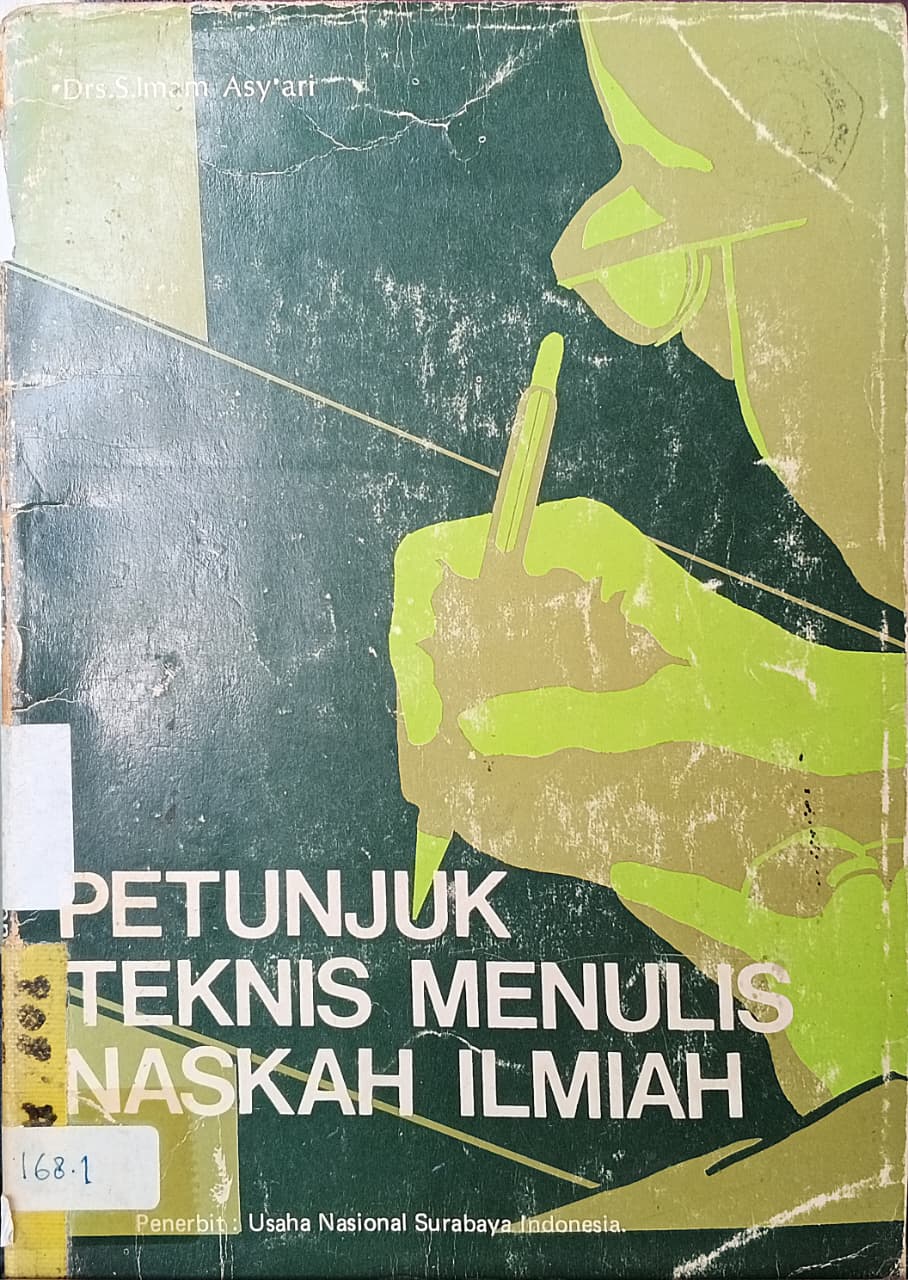 Drs.S.Imam Asy'ari
PETUNJUK
TEKNIS MENULIS
NASKAH ILMIAH
168.1
Penerbit : Usaha Nasional Surabaya Indonesia.